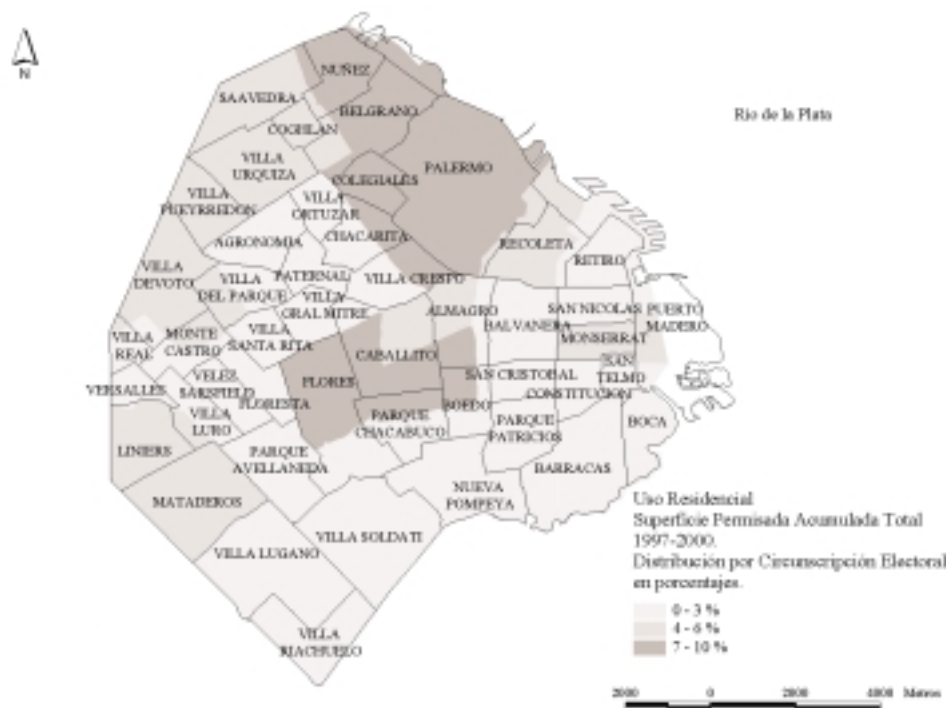 NUÑEZ
SAAVEDRA
BELGRANO
Rio de la Plata
COGHLAN
VILLA
URQUIZA
PALERMO
COLEGIALES
VILLA
PUEYRREDON
VILLA
ORTUZAR
CHACARITA
AGRONOMIA
RECOLETA
RETIRO
VILLA
DEVOTO
VILLA
DEL PARQUE
PATERNAL
VILLA CRESPO
VILLA
GRAL MITRE
ALMAGRO
SAN NICOLAS
PUERTO
MADERO
BALVANERA
MONSERRAT
VILLA
REAL
MONTE
CASTRO
VILLA
SANTA RITA
CABALLITO
SAN
TELMO
SAN CRISTOBAL
CONSTITUCION
VERSALLES
VELEZ
SARSFIELD
FLORES
FLORESTA
BOEDO
VILLA
LURO
PARQUE
CHACABUCO
PARQUE
PATRICIOS
BOCA
LINIERS
PARQUE
AVELLANEDA
BARRACAS
MATADEROS
NUEVA
POMPEYA
VILLA SOLDATI
VILLA LUGANO
VILLA
RIACHUELO
N
Uso Residencial
Superficie Permisada Acumulada Total
1997-2000.
Distribución por Circunscripción Electoral
en porcentajes.
0 - 3 %
4 - 6 %
7 - 10 %
2000 0 2000 4000 Metros